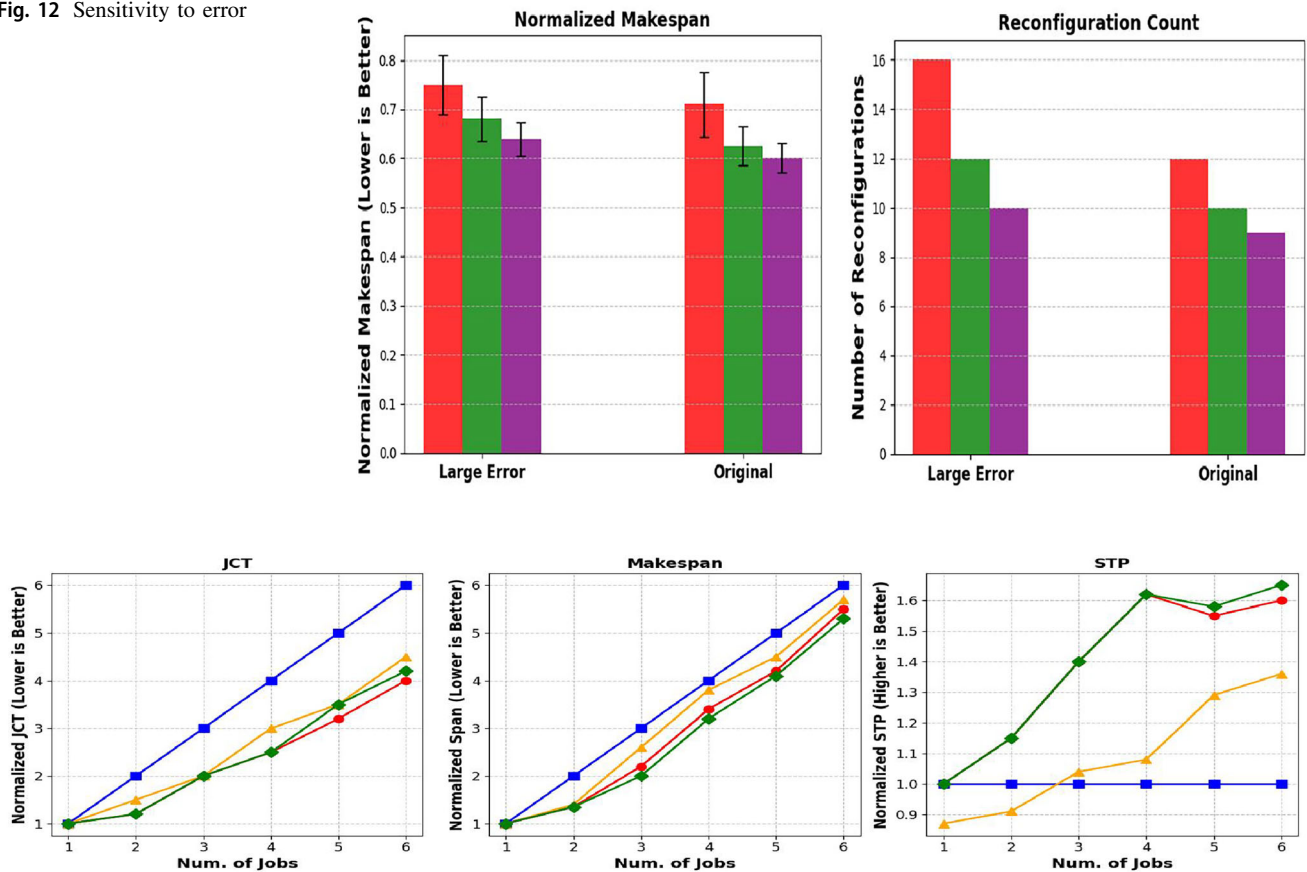 Fig. 12 Sensitivity to error
Normalized Makespan
Normalized Makespan (Lower is Better)
0.8
0.7
0.6
0.5
0.4
0.3
0.2
0.1
0.0
Large Error
Original
Reconfiguration Count
Number of Reconfigurations
16
14
12
10
8
6
4
2
0
Large Error
Original
JCT
Normalized JCT (Lower is Better)
6
5
4
3
2
1
1 2 3 4 5 6
Num. of Jobs
Makespan
Normalized Span (Lower is Better)
6
5
4
3
2
1
1 2 3 4 5 6
Num. of Jobs
STP
Normalized STP (Higher is Better)
1.6
1.5
1.4
1.3
1.2
1.1
1.0
0.9
1 2 3 4 5 6
Num. of Jobs